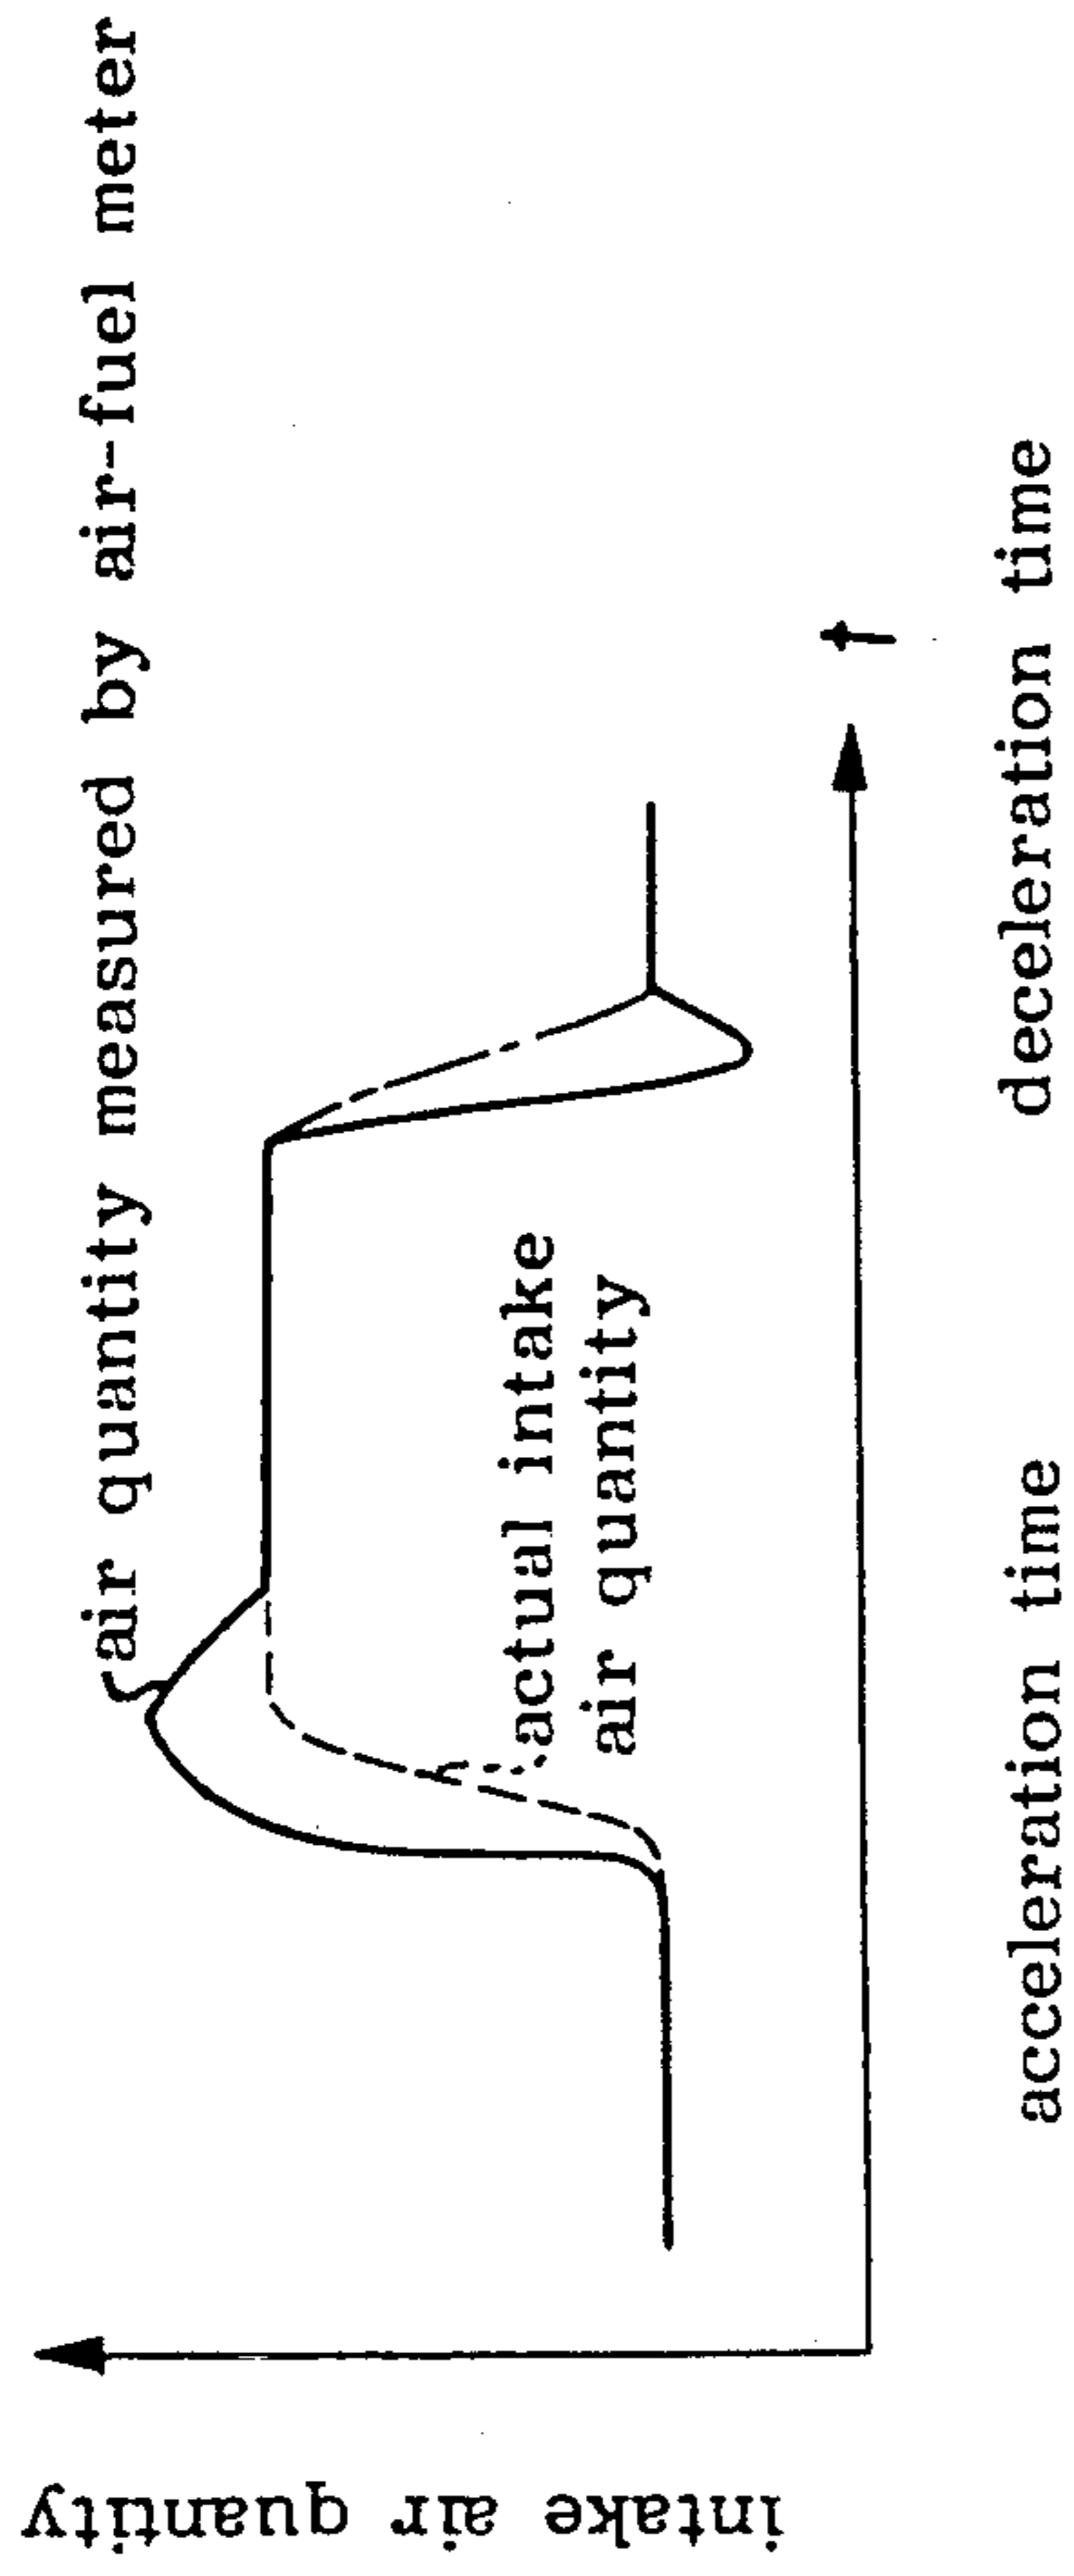 air quantity measured by air-fuel meter
actual intake
air quantity
intake air quantity
t
acceleration time
deceleration time